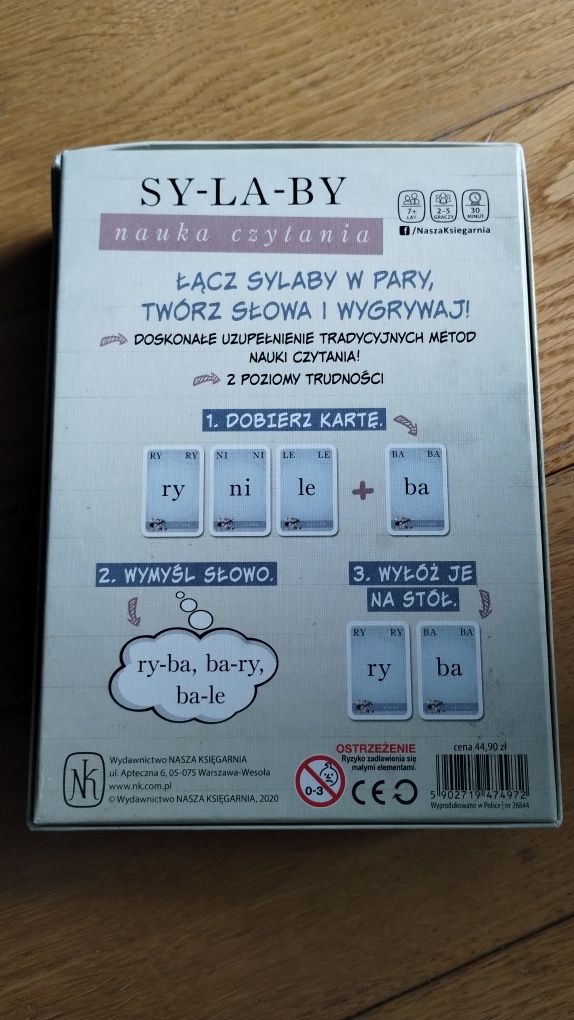 SY-LA-BY
nauka czytania
7+ LAT
2-5 GRACZY
30 MINUT
f /NaszaKsiegarnia
ŁĄCZ SYLABY W PARY,
TWÓRZ SŁOWA I WYGRYWAJ!
DOSKONAŁE UZUPEŁNIENIE TRADYCYJNYCH METOD
NAUKI CZYTANIA!
2 POZIOMY TRUDNOŚCI
1. DOBIERZ KARTĘ.
RY RY NI NI LE LE BA BA
ry ni le + ba
2. WYMYŚL SŁOWO.
3. WYŁÓŻ JE
NA STÓŁ.
ry-ba, ba-ry,
ba-le
RY RY BA BA
ry ba
NK
Wydawnictwo NASZA KSIĘGARNIA
ul. Apteczna 6, 05-075 Warszawa-Wesoła
www.nk.com.pl
© Wydawnictwo NASZA KSIĘGARNIA, 2020
OSTRZEŻENIE
Ryzyko zadławienia się
małymi elementami.
0-3
CE
cena 44,90 zł
5 902719 474972
Wyprodukowano w Polsce | nr 26844